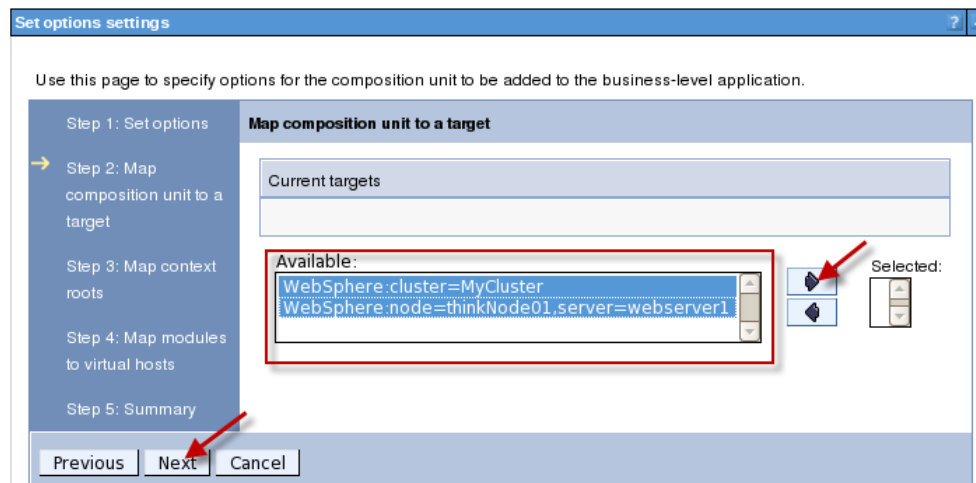 Set options settings
?
Use this page to specify options for the composition unit to be added to the business-level application.
Step 1: Set options
Step 2: Map
composition unit to a
target
Step 3: Map context
roots
Step 4: Map modules
to virtual hosts
Step 5: Summary
Map composition unit to a target
Current targets
Available:
WebSphere:cluster=MyCluster
WebSphere:node=thinkNode01,server=webserver1
Selected:
Previous
Next
Cancel